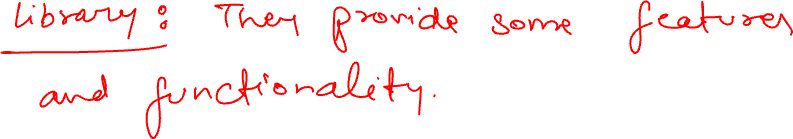 library: They provide some features
and functionality.